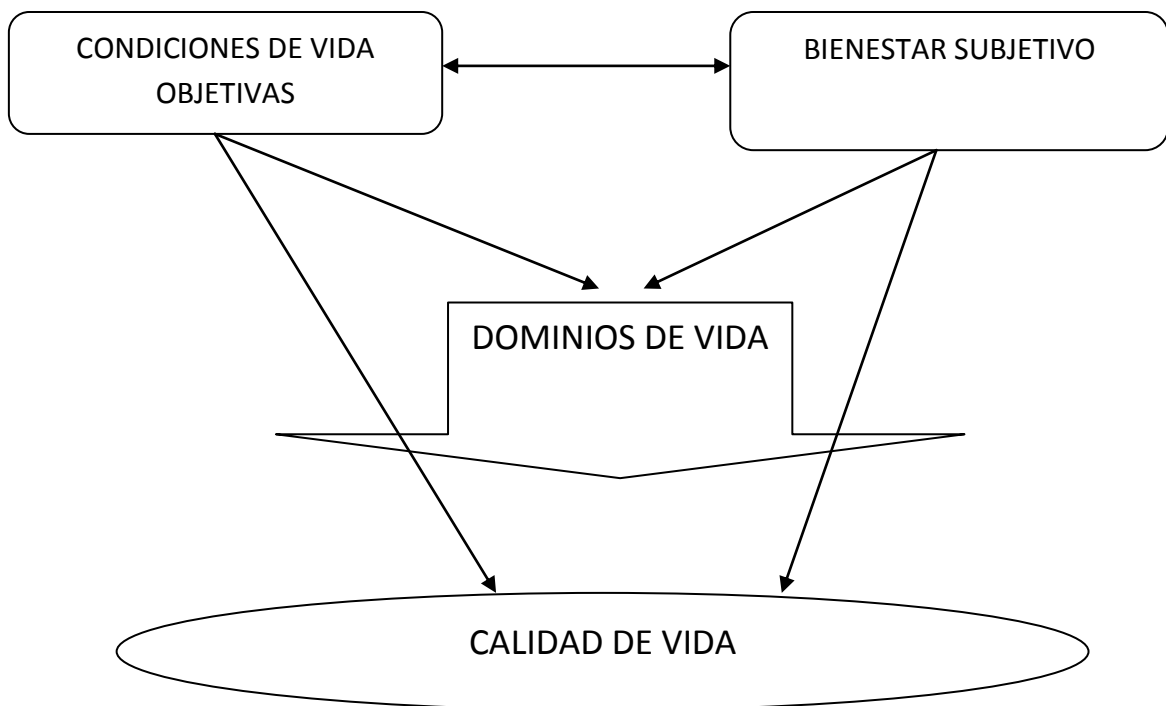 CONDICIONES DE VIDA
OBJETIVAS
BIENESTAR SUBJETIVO
DOMINIOS DE VIDA
CALIDAD DE VIDA